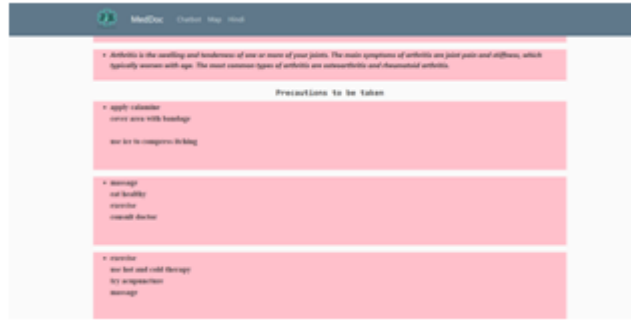 MedDoc Chatbot Map Hindi
Arthritis is the swelling and tenderness of one or more of your joints. The main symptoms of arthritis are joint pain and stiffness, which
typically worsen with age. The most common types of arthritis are osteoarthritis and rheumatoid arthritis.
Precautions to be taken
apply calamine
cover area with bandage
use ice to compress itching
massage
eat healthy
exercise
consult doctor
exercise
use hot and cold therapy
try acupuncture
massage